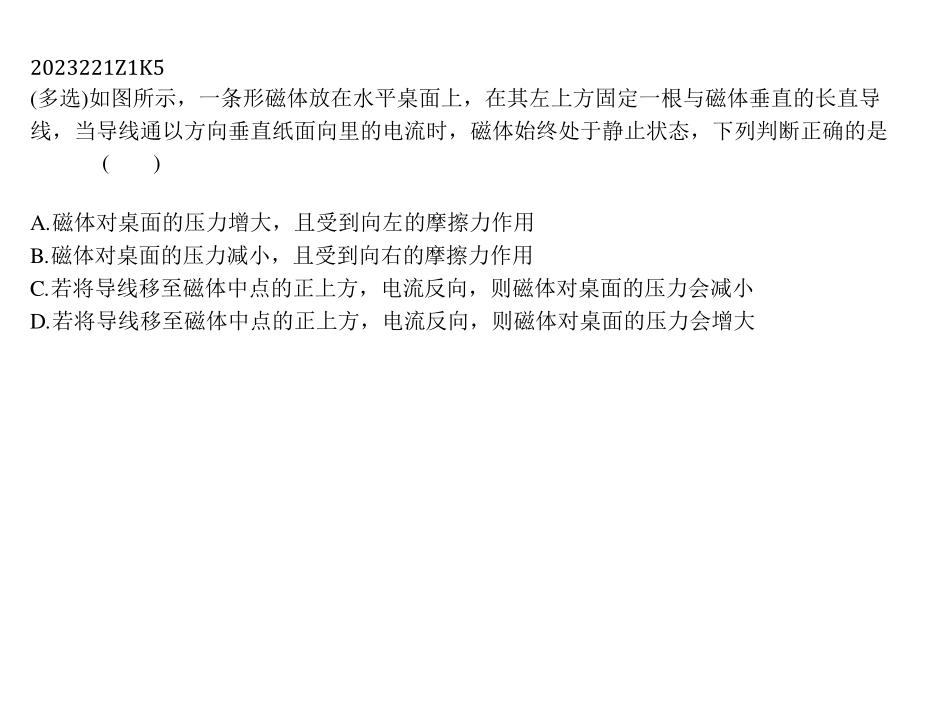 2023221Z1K5
(多选)如图所示，一条形磁体放在水平桌面上，在其左上方固定一根与磁体垂直的长直导
线，当导线通以方向垂直纸面向里的电流时，磁体始终处于静止状态，下列判断正确的是
(　　)
A.磁体对桌面的压力增大，且受到向左的摩擦力作用
B.磁体对桌面的压力减小，且受到向右的摩擦力作用
C.若将导线移至磁体中点的正上方，电流反向，则磁体对桌面的压力会减小
D.若将导线移至磁体中点的正上方，电流反向，则磁体对桌面的压力会增大